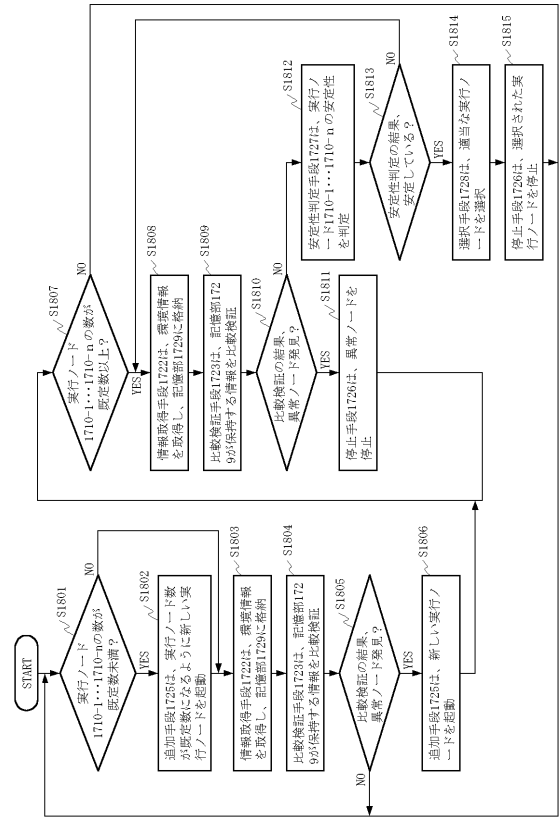 START
S1801
実行ノード
1710-1・・・1710-nの数が
既定数未満？
NO
YES
S1802
追加手段1725は、実行ノード数
が既定数になるように新しい実
行ノードを起動
S1803
情報取得手段1722は、環境情報
を取得し、記憶部1729に格納
S1804
比較検証手段1723は、記憶部172
9が保持する情報を比較検証
S1805
比較検証の結果、
異常ノード発見？
NO
YES
S1806
追加手段1725は、新しい実行ノ
ードを起動
S1807
実行ノード
1710-1・・・1710-nの数が
既定数以上？
NO
YES
S1808
情報取得手段1722は、環境情報
を取得し、記憶部1729に格納
S1809
比較検証手段1723は、記憶部172
9が保持する情報を比較検証
S1810
比較検証の結果、
異常ノード発見？
NO
YES
S1811
停止手段1726は、異常ノードを
停止
S1812
安定性判定手段1727は、実行ノ
ード1710-1・・・1710-nの安定性
を判定
S1813
安定性判定の結果、
安定している？
NO
YES
S1814
選択手段1728は、適当な実行ノ
ードを選択
S1815
停止手段1726は、選択された実
行ノードを停止